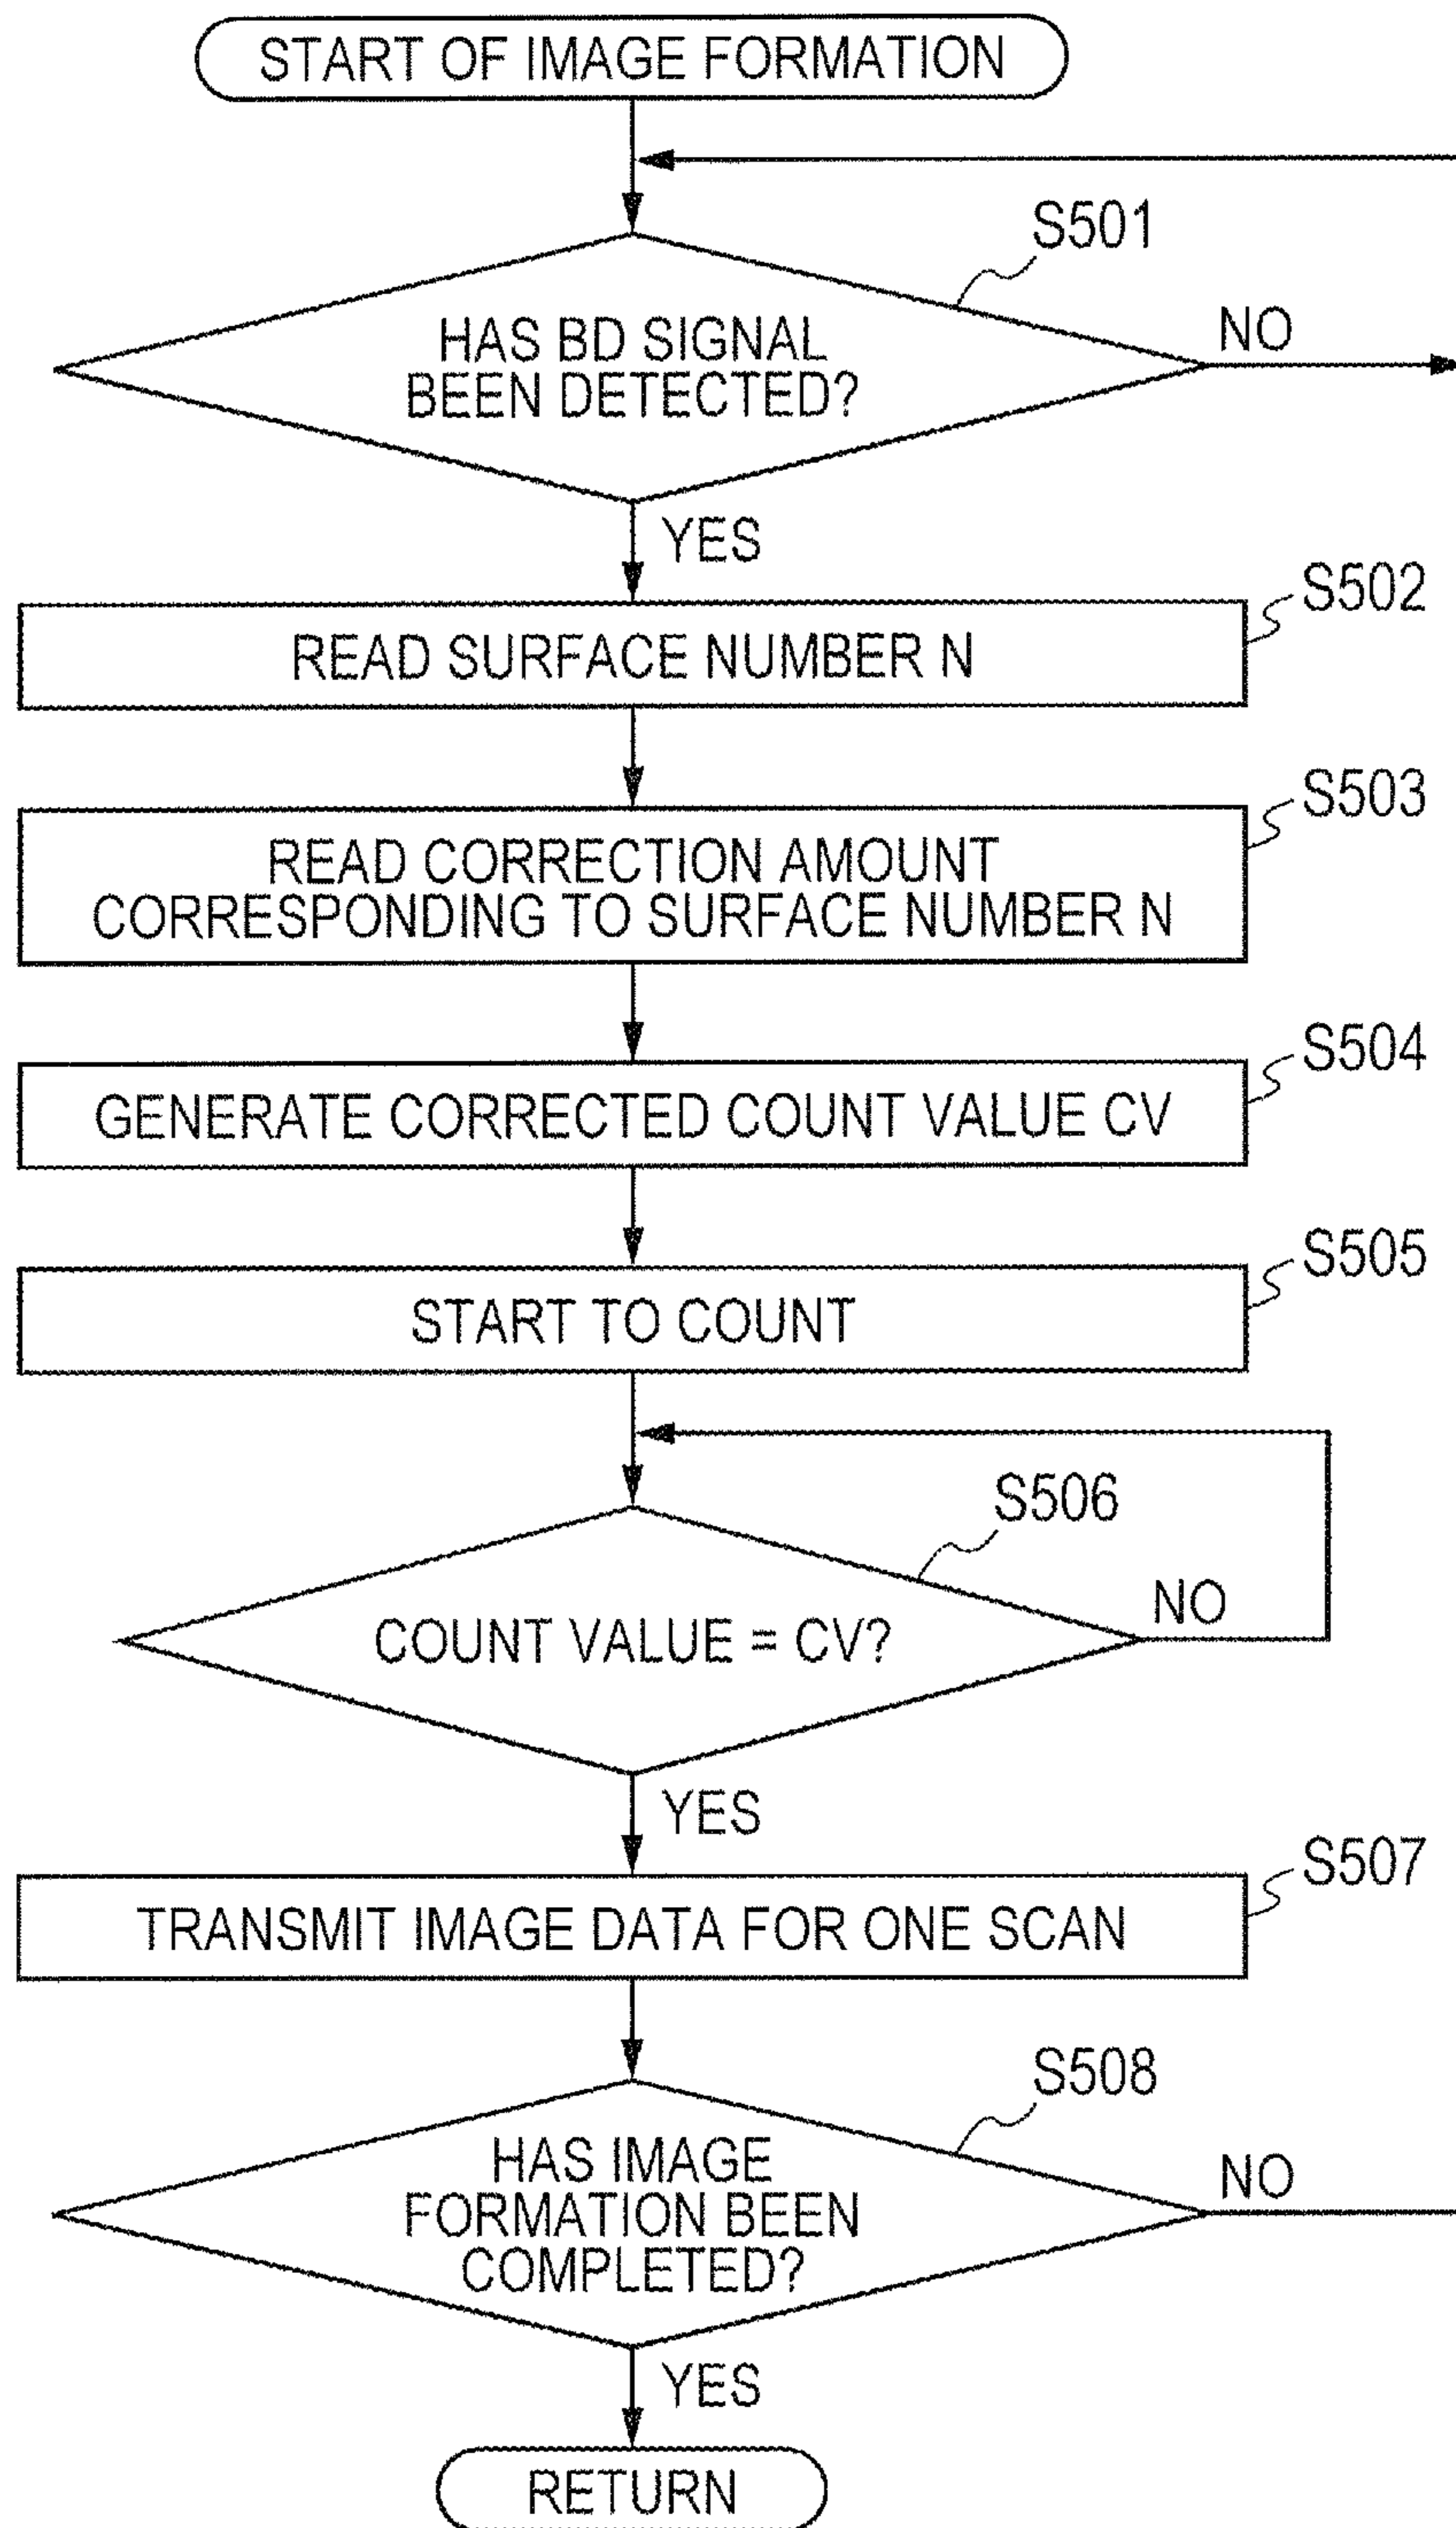 START OF IMAGE FORMATION
S501
HAS BD SIGNAL
BEEN DETECTED?
NO
YES
S502
READ SURFACE NUMBER N
S503
READ CORRECTION AMOUNT
CORRESPONDING TO SURFACE NUMBER N
S504
GENERATE CORRECTED COUNT VALUE CV
S505
START TO COUNT
S506
COUNT VALUE = CV?
NO
YES
S507
TRANSMIT IMAGE DATA FOR ONE SCAN
S508
HAS IMAGE
FORMATION BEEN
COMPLETED?
NO
YES
RETURN